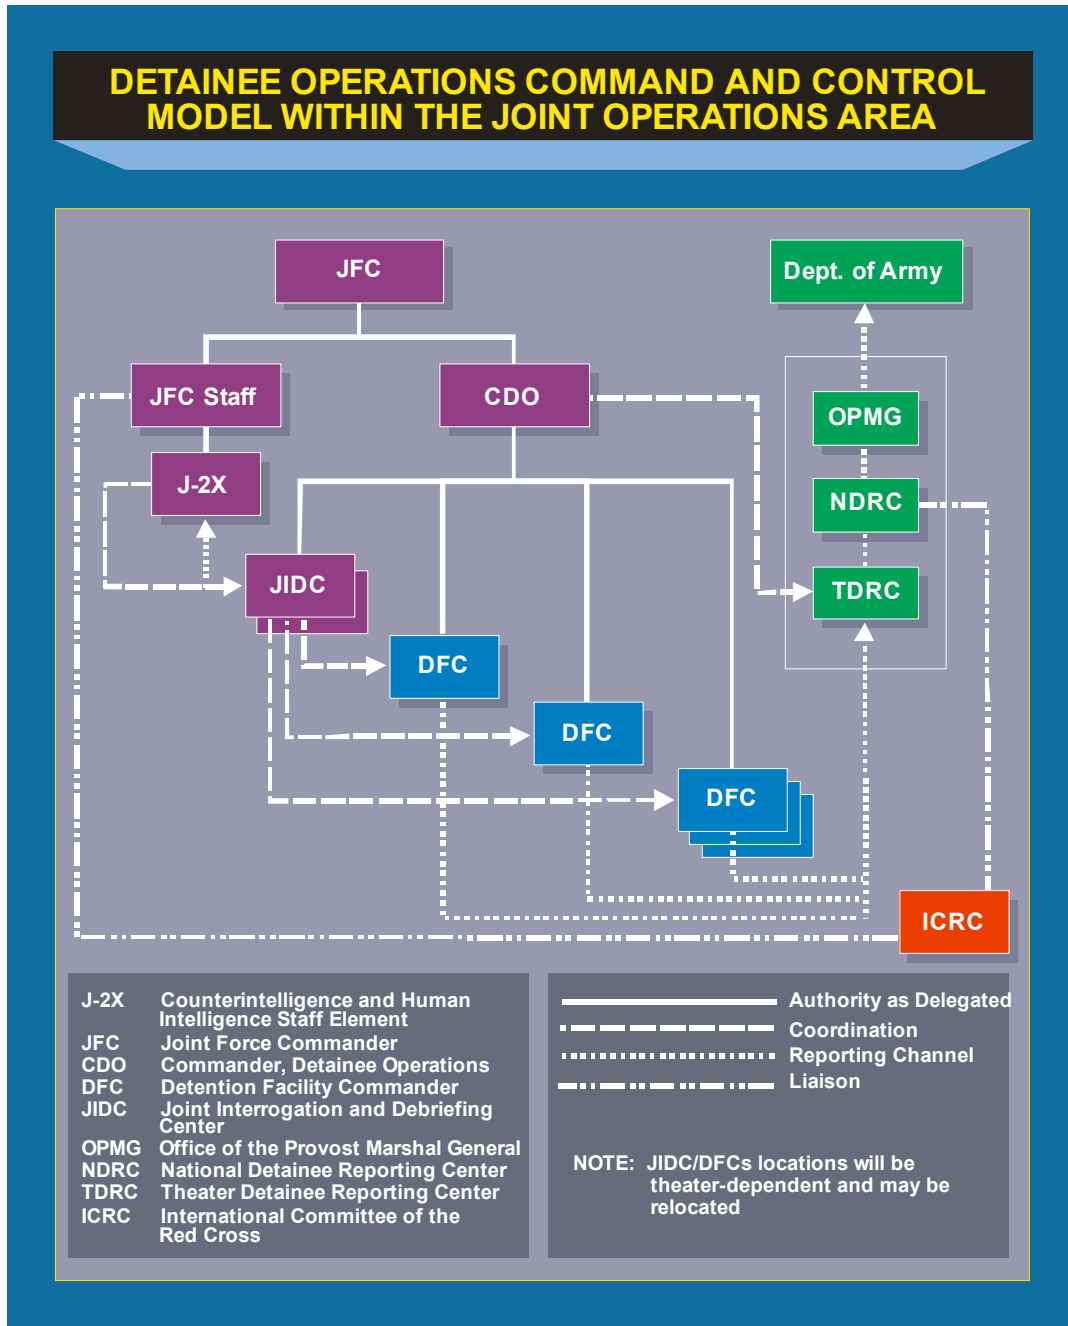 DETAINEE OPERATIONS COMMAND AND CONTROL
MODEL WITHIN THE JOINT OPERATIONS AREA
JFC
Dept. of Army
JFC Staff
CDO
OPMG
J-2X
NDRC
JIDC
TDRC
DFC
DFC
DFC
ICRC
J-2X Counterintelligence and Human
Intelligence Staff Element
JFC Joint Force Commander
CDO Commander, Detainee Operations
DFC Detention Facility Commander
JIDC Joint Interrogation and Debriefing
Center
OPMG Office of the Provost Marshal General
NDRC National Detainee Reporting Center
TDRC Theater Detainee Reporting Center
ICRC International Committee of the
Red Cross
Authority as Delegated
Coordination
Reporting Channel
Liaison
NOTE: JIDC/DFCs locations will be
theater-dependent and may be
relocated